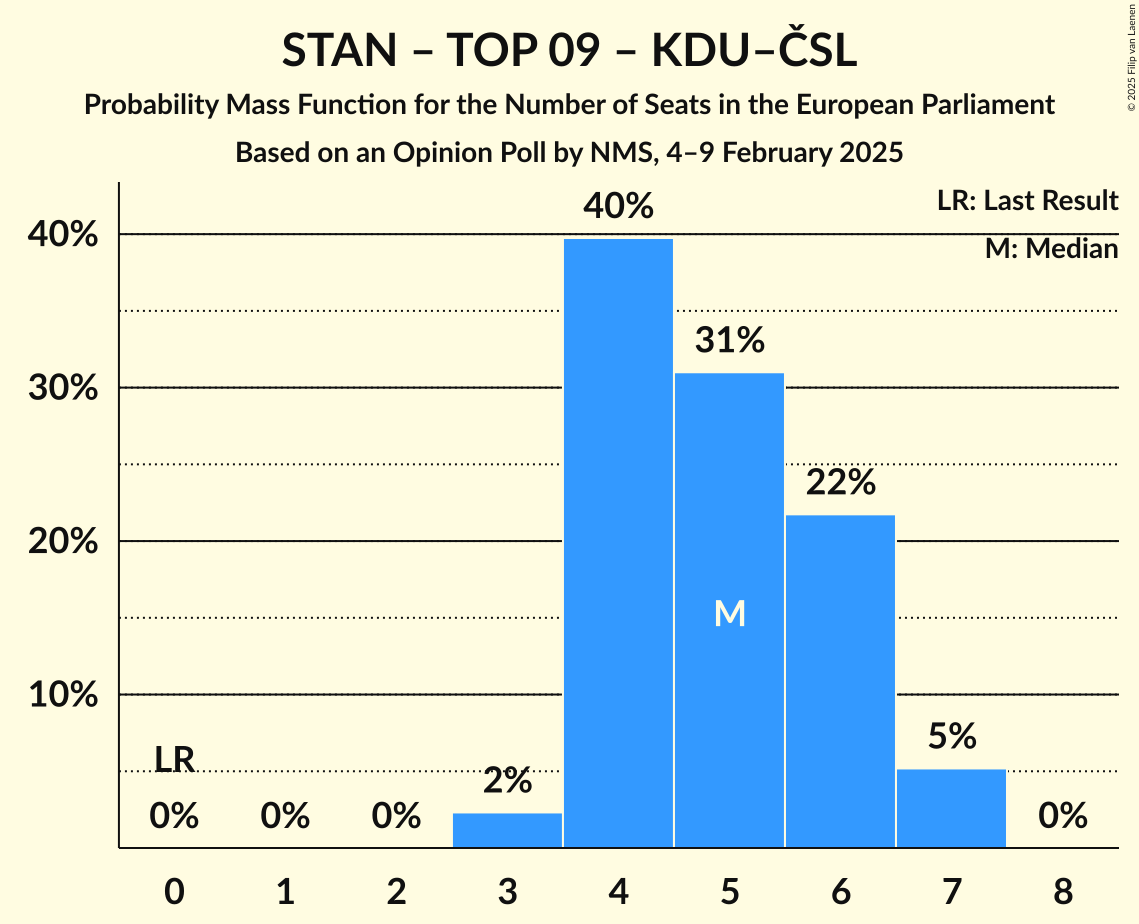 STAN – TOP 09 – KDU–ČSL
Probability Mass Function for the Number of Seats in the European Parliament
Based on an Opinion Poll by NMS, 4–9 February 2025
© 2025 Filip van Laenen
LR: Last Result
M: Median
40%
30%
20%
10%
LR
0%
0%
0%
2%
40%
31%
M
22%
5%
0%
0 1 2 3 4 5 6 7 8